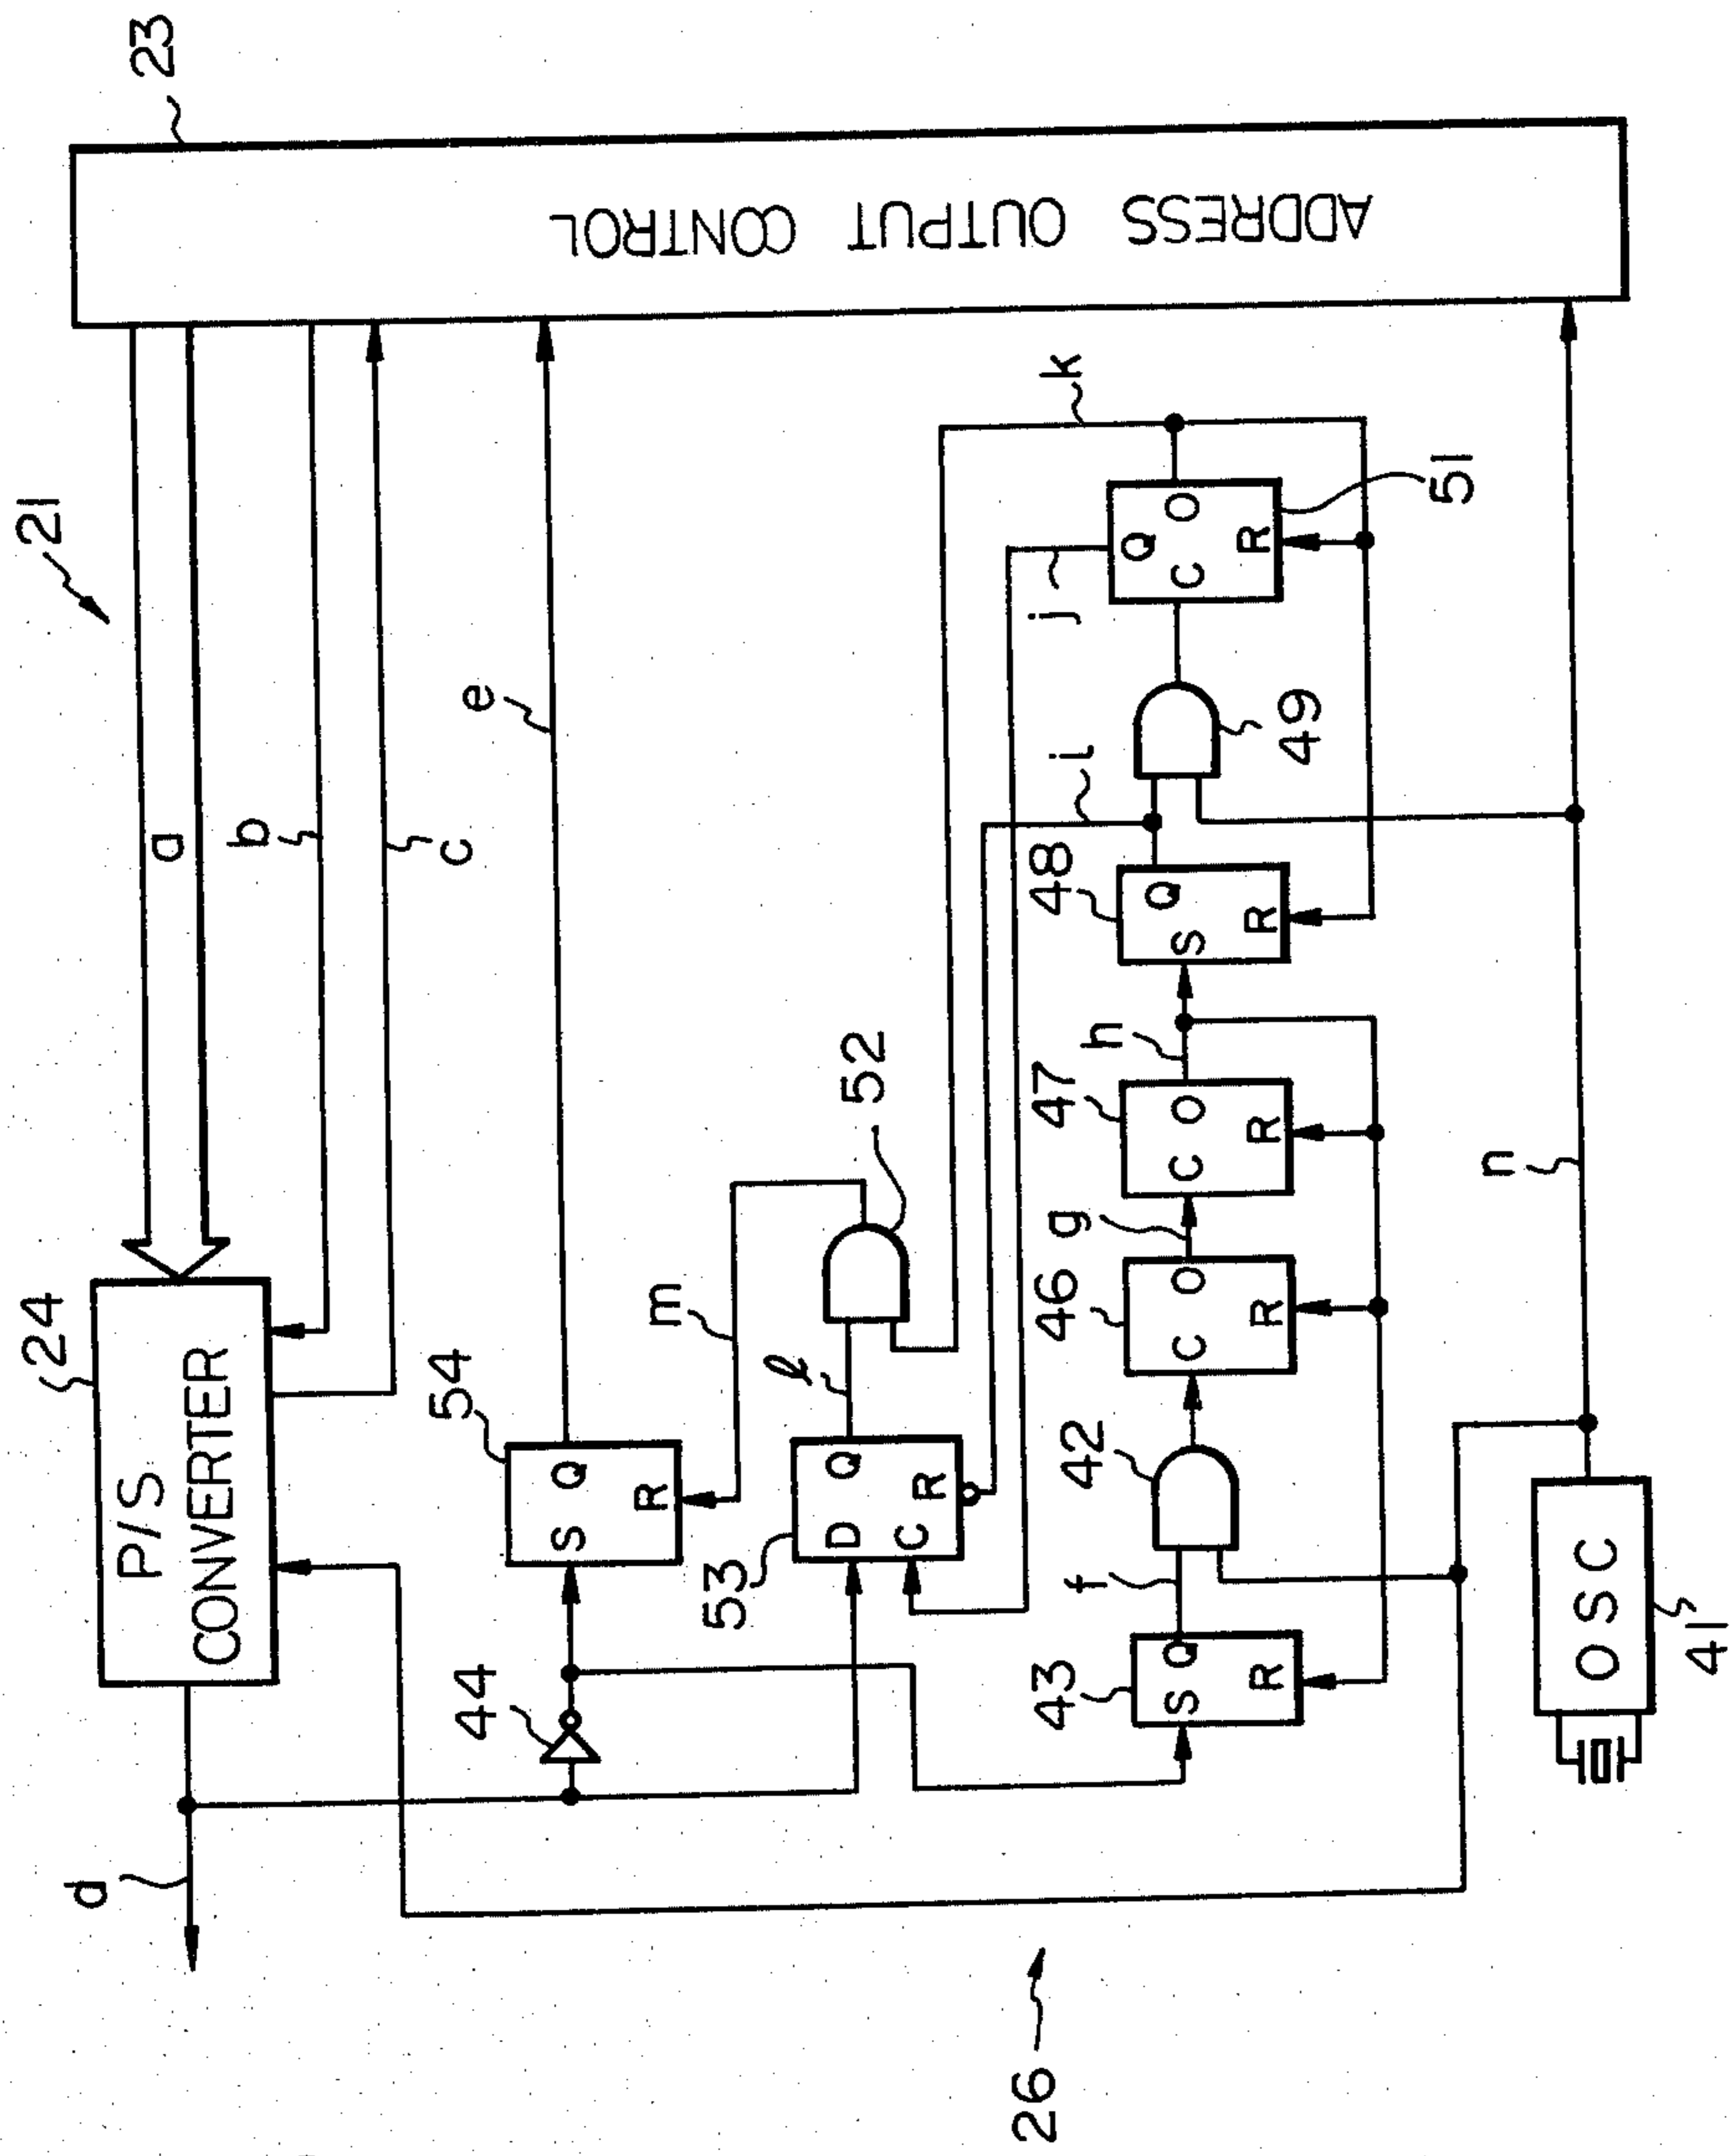 21
23
ADDRESS OUTPUT CONTROL
24
P/S
CONVERTER
a
b
c
d
e
44
54
S Q
R
m
52
53
D Q
C R
ℓ
k
j
i
43
S Q
R
f
42
46
C O
R
g
47
C O
R
h
48
S Q
R
49
Q
C O
R
51
n
OSC
41
26